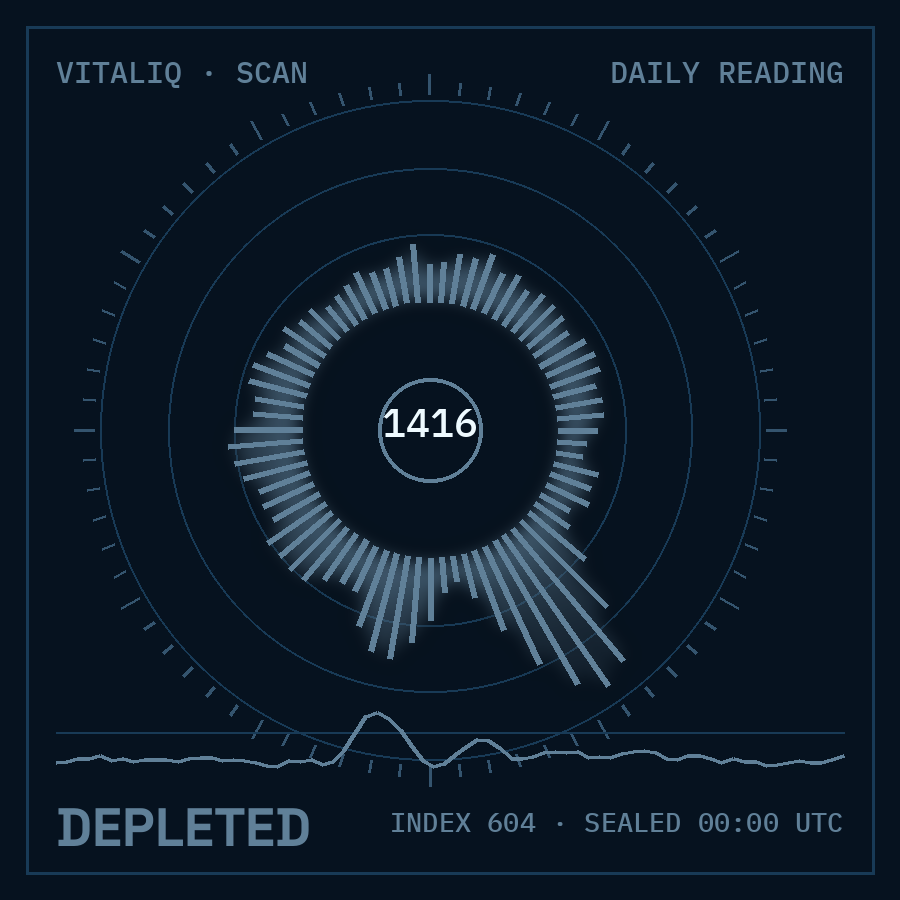 VITALIQ · SCAN
DAILY READING
1416
DEPLETED
INDEX 604 · SEALED 00:00 UTC